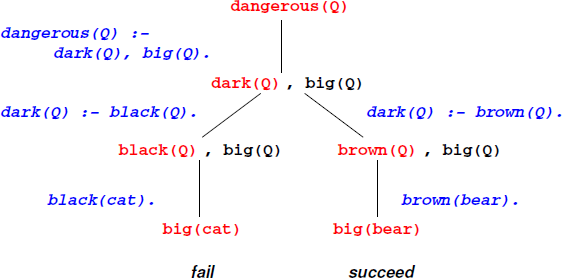 dangerous(Q)
dangerous(Q) :-
dark(Q), big(Q).
dark(Q), big(Q)
dark(Q) :- black(Q).
dark(Q) :- brown(Q).
black(Q), big(Q)
brown(Q), big(Q)
black(cat).
brown(bear).
big(cat)
big(bear)
fail
succeed